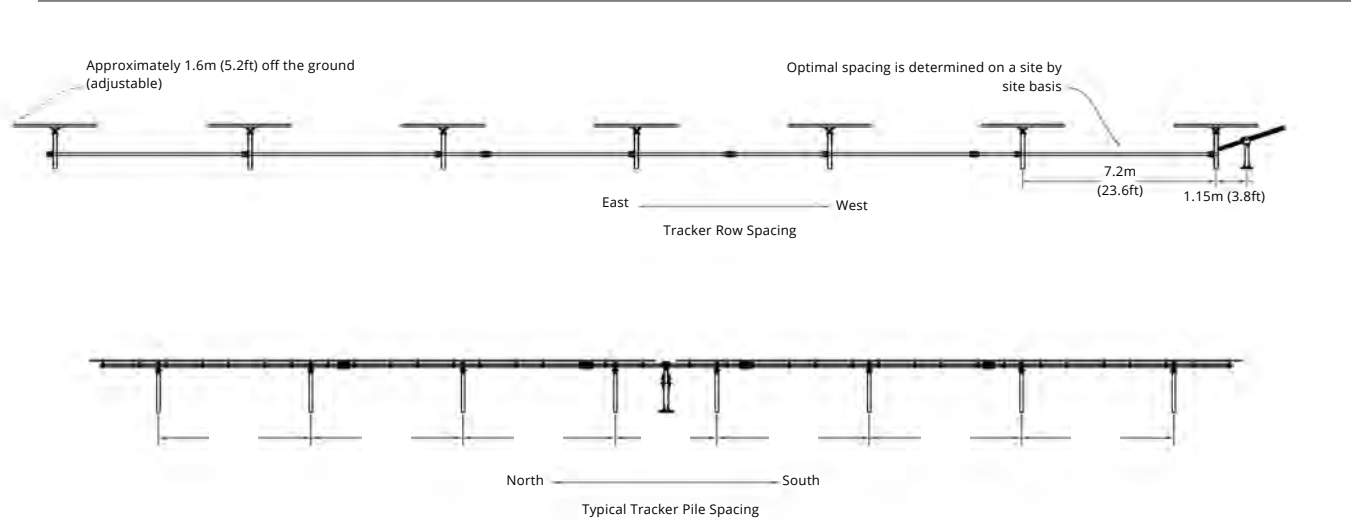 Approximately 1.6m (5.2ft) off the ground
(adjustable)
Optimal spacing is determined on a site by
site basis
7.2m
(23.6ft)
1.15m (3.8ft)
East
West
Tracker Row Spacing
North
South
Typical Tracker Pile Spacing